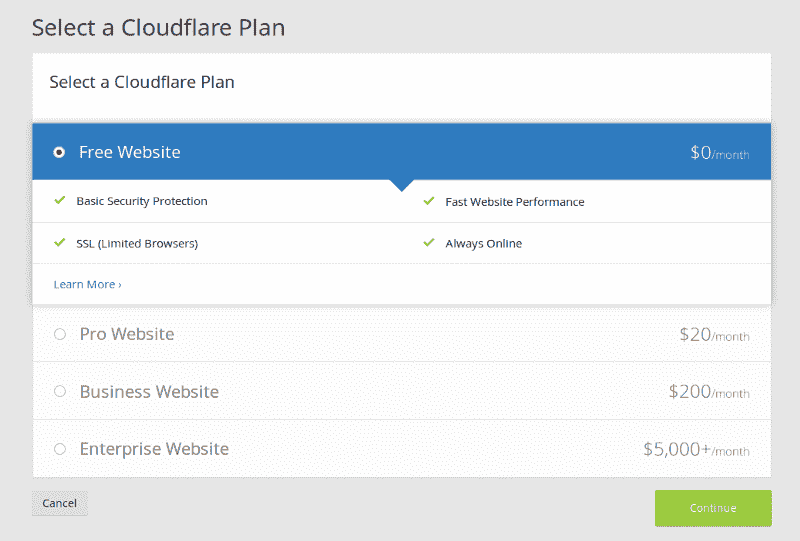 Select a Cloudflare Plan
Select a Cloudflare Plan
Free Website $0/month
Basic Security Protection Fast Website Performance
SSL (Limited Browsers) Always Online
Learn More ›
Pro Website $20/month
Business Website $200/month
Enterprise Website $5,000+/month
Cancel Continue